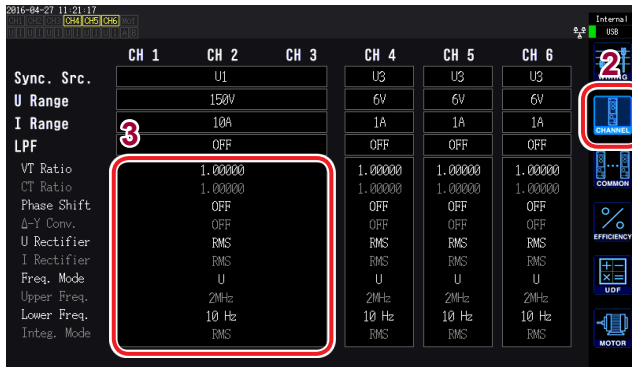 2016-04-27 11:21:17
CH1 CH2 CH3 CH4 CH5 CH6 Mot
U I U I U I U I U I U I A B
Internal
USB
CH 1 CH 2 CH 3 CH 4 CH 5 CH 6
2
WIRING
Sync. Src. U1 U3 U3 U3
U Range 150V 6V 6V 6V
I Range 10A 1A 1A 1A
CHANNEL
3
LPF OFF OFF OFF OFF
VT Ratio 1.00000 1.00000 1.00000 1.00000
CT Ratio 1.00000 1.00000 1.00000 1.00000
COMMON
Phase Shift OFF OFF OFF OFF
Δ-Y Conv. OFF OFF OFF OFF
EFFICIENCY
U Rectifier RMS RMS RMS RMS
I Rectifier RMS RMS RMS RMS
Freq. Mode U U U U
UDF
Upper Freq. 2MHz 2MHz 2MHz 2MHz
Lower Freq. 10 Hz 10 Hz 10 Hz 10 Hz
Integ. Mode RMS RMS RMS RMS
MOTOR